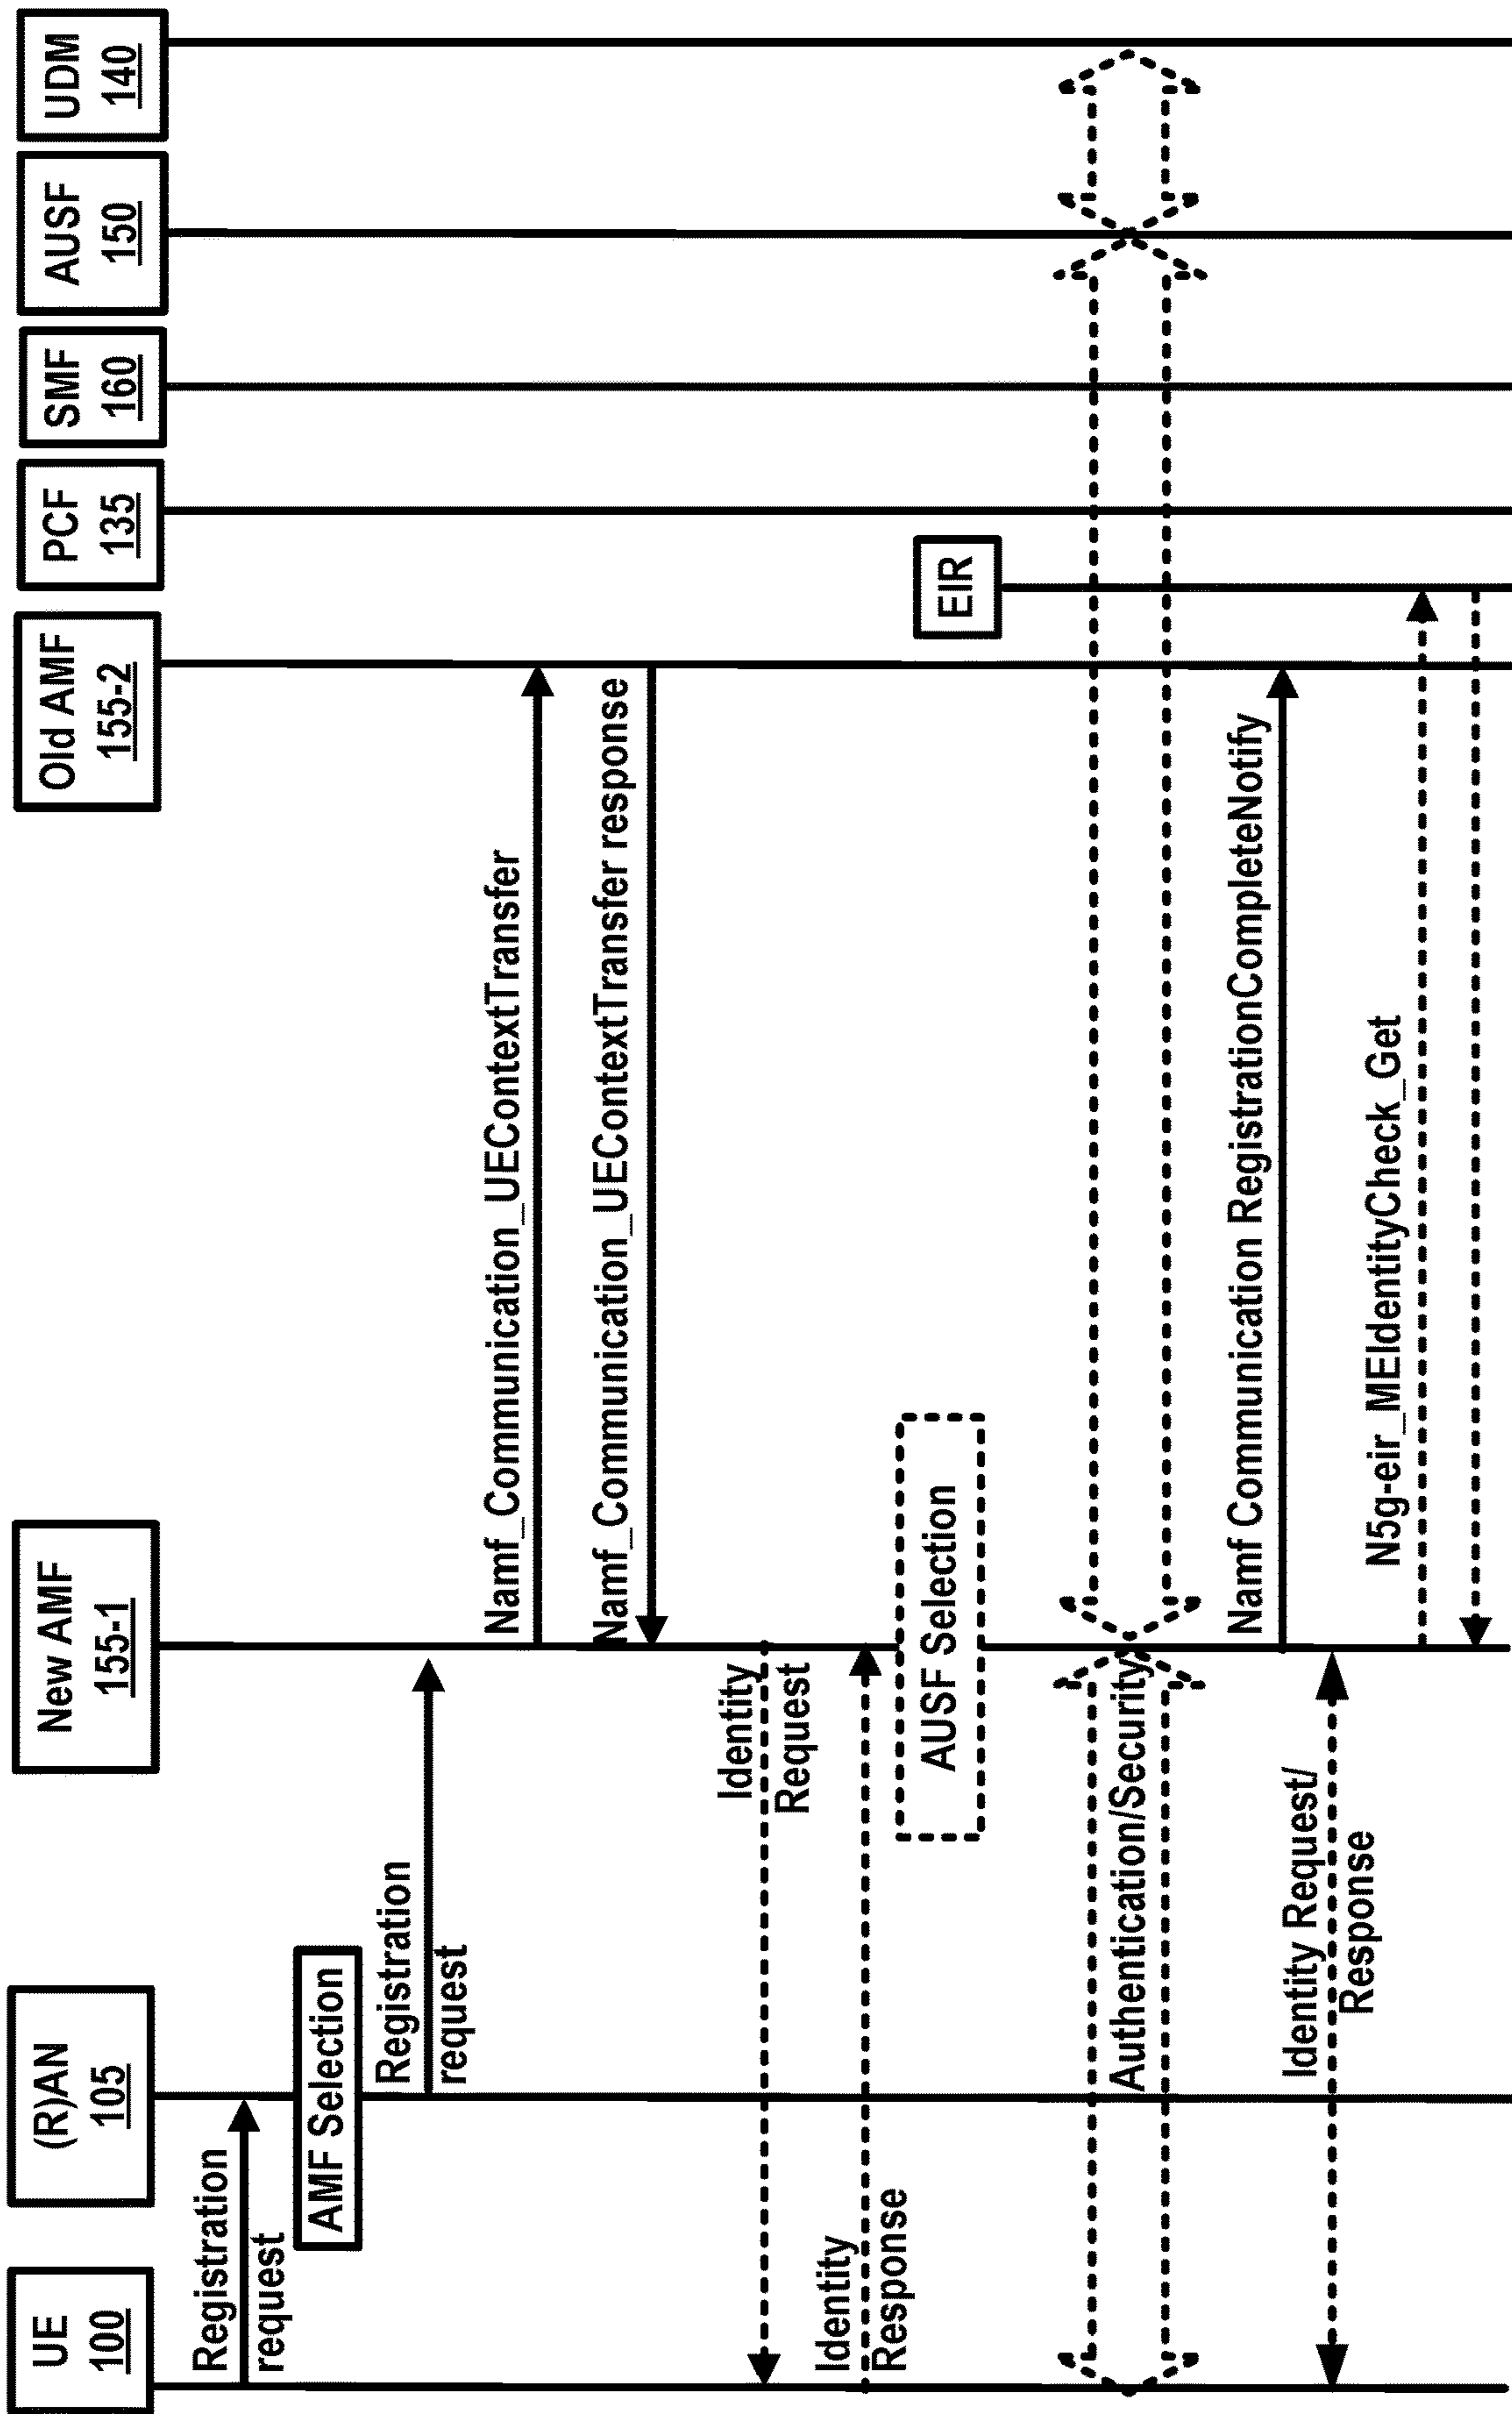 UE
100
(R)AN
105
New AMF
155-1
Old AMF
155-2
PCF
135
SMF
160
AUSF
150
UDM
140
Registration
request
AMF Selection
Registration
request
Namf_Communication_UEContextTransfer
Namf_Communication_UEContextTransfer response
Identity
Request
Identity
Response
AUSF Selection
EIR
Authentication/Security
Namf Communication RegistrationCompleteNotify
Identity Request/
Response
N5g-eir_MEIdentityCheck_Get